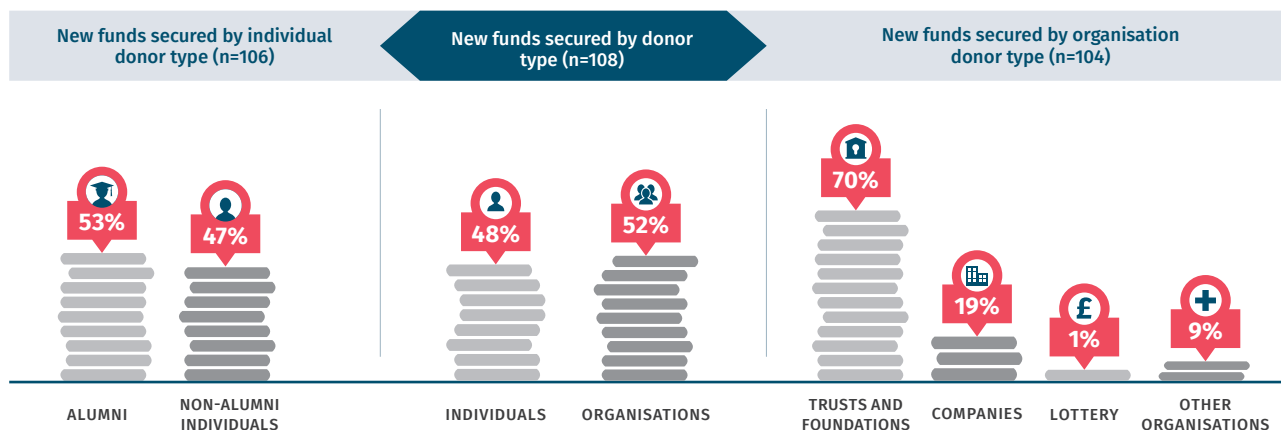 New funds secured by individual
donor type (n=106)
New funds secured by donor
type (n=108)
New funds secured by organisation
donor type (n=104)
53%
47%
48%
52%
70%
19%
£
1%
9%
ALUMNI
NON-ALUMNI
INDIVIDUALS
INDIVIDUALS
ORGANISATIONS
TRUSTS AND
FOUNDATIONS
COMPANIES
LOTTERY
OTHER
ORGANISATIONS